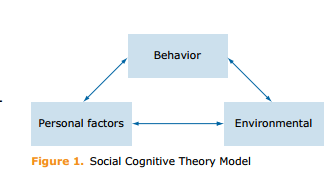 Behavior
Personal factors
Environmental
Figure 1. Social Cognitive Theory Model